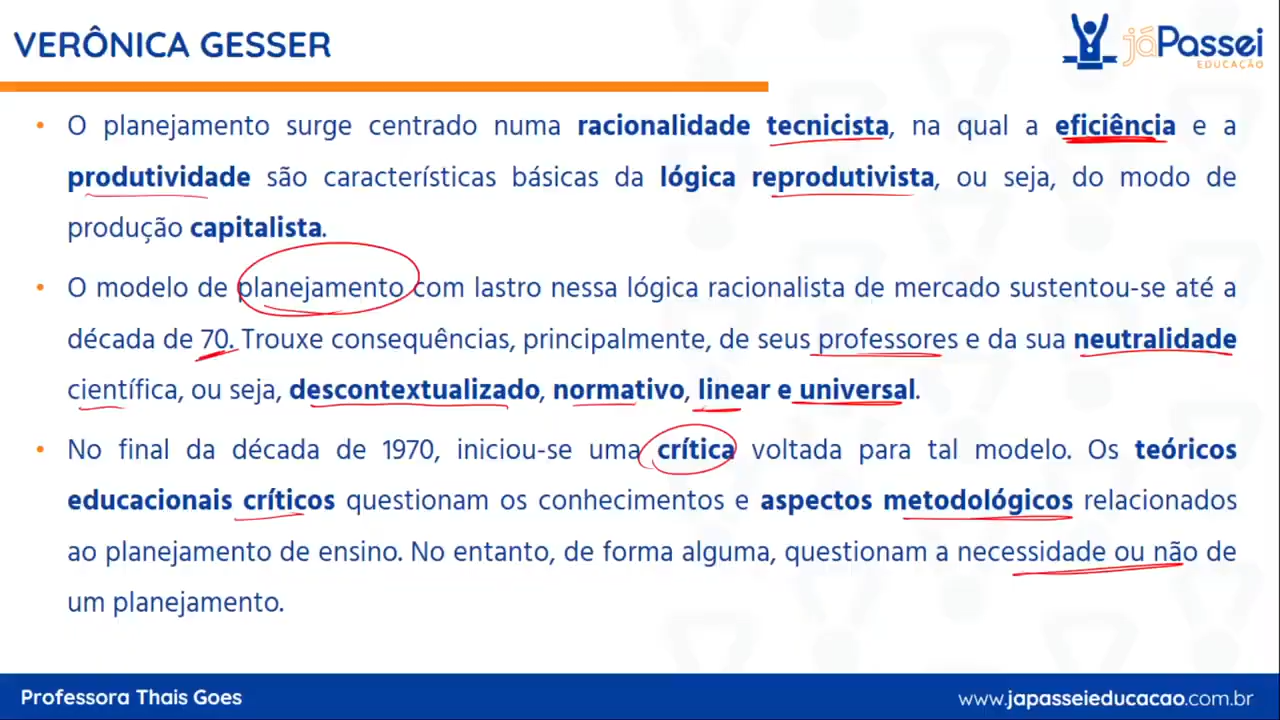 VERÔNICA GESSER
jáPassei
EDUCAÇÃO
• O planejamento surge centrado numa racionalidade tecnicista, na qual a eficiência e a
produtividade são características básicas da lógica reprodutivista, ou seja, do modo de
produção capitalista.
• O modelo de planejamento com lastro nessa lógica racionalista de mercado sustentou-se até a
década de 70. Trouxe consequências, principalmente, de seus professores e da sua neutralidade
científica, ou seja, descontextualizado, normativo, linear e universal.
• No final da década de 1970, iniciou-se uma crítica voltada para tal modelo. Os teóricos
educacionais críticos questionam os conhecimentos e aspectos metodológicos relacionados
ao planejamento de ensino. No entanto, de forma alguma, questionam a necessidade ou não de
um planejamento.
Professora Thais Goes
www.japasseieducacao.com.br